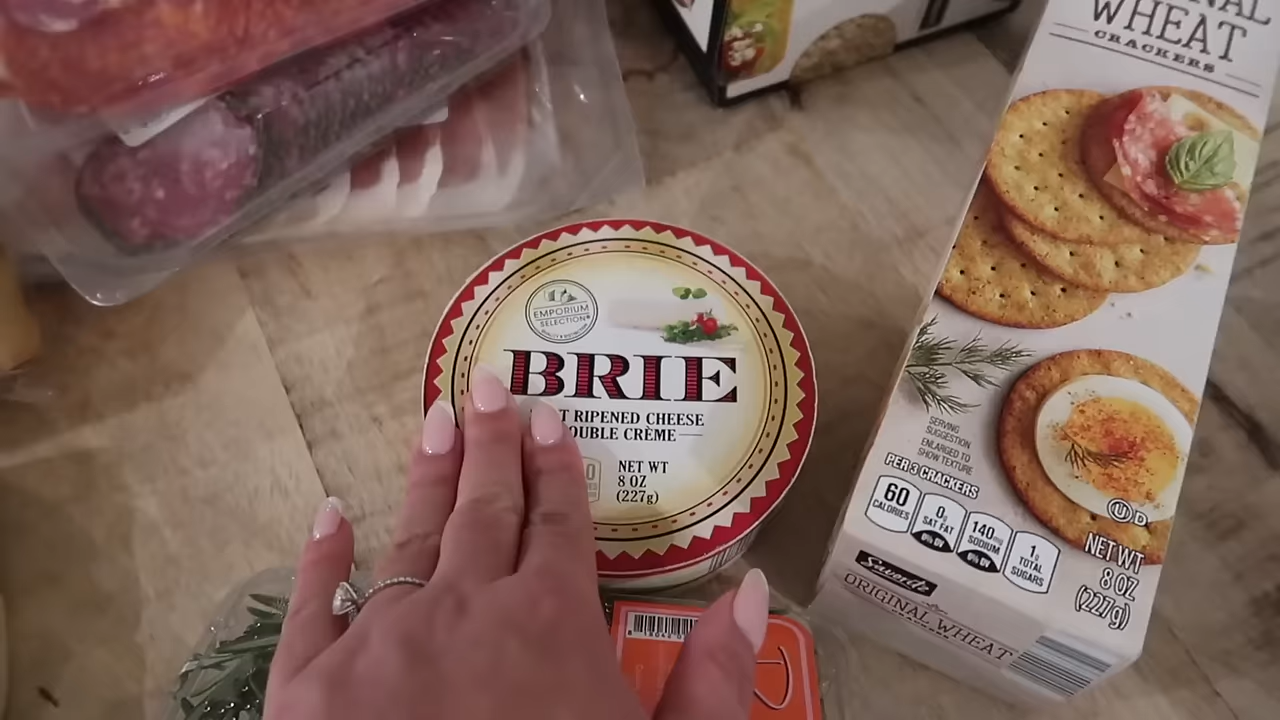 WHEAT
CRACKERS
EMPORIUM
SELECTION
BRIE
RIPENED CHEESE
DOUBLE CRÈME
NET WT
8 OZ
(227g)
SERVING
SUGGESTION
ENLARGED TO
SHOW TEXTURE
PER 3 CRACKERS
60
CALORIES
0g
SAT FAT
0% DV
140mg
SODIUM
6% DV
1g
TOTAL
SUGARS
U D
NET WT
8 OZ
(227g)
Savoritz
ORIGINAL WHEAT
CRACKERS